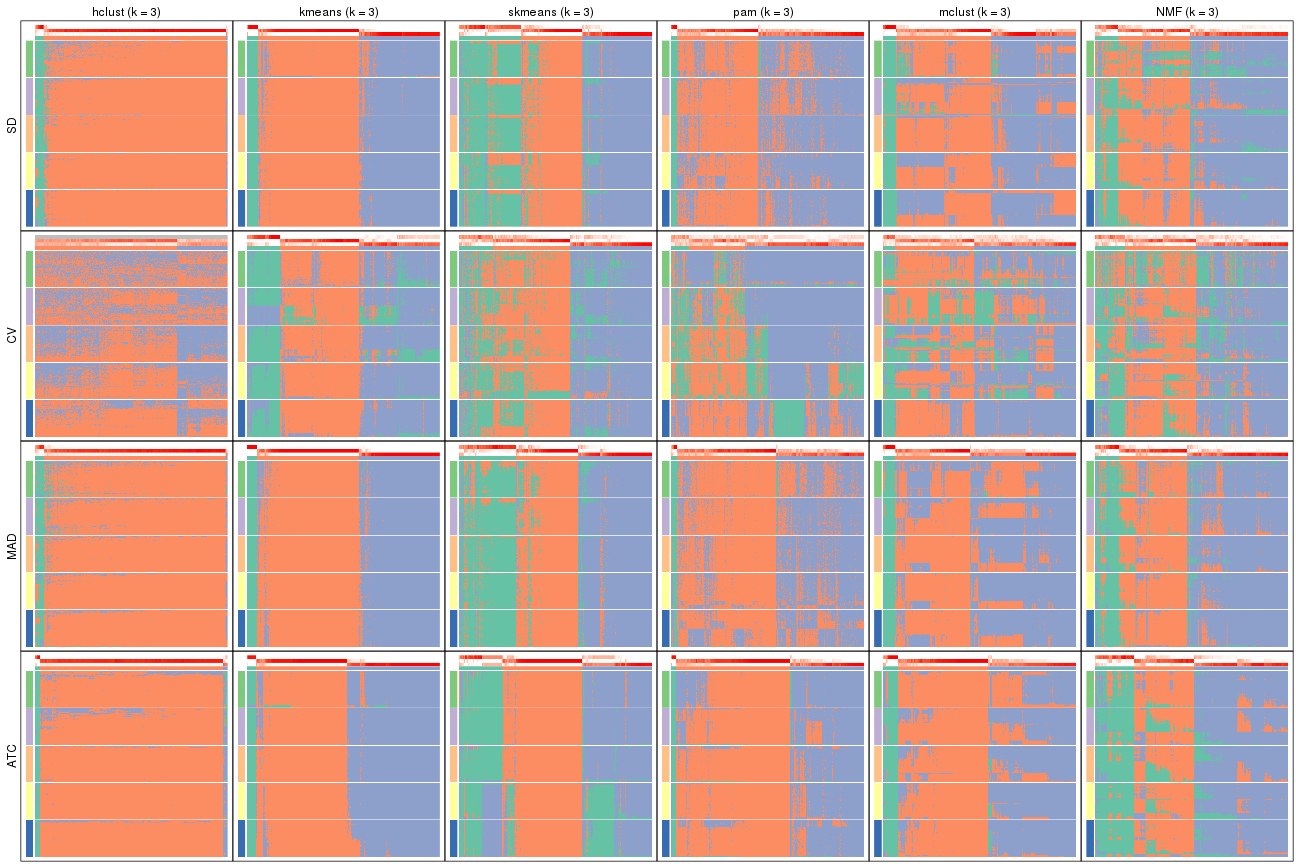 hclust (k = 3) kmeans (k = 3) skmeans (k = 3) pam (k = 3) mclust (k = 3) NMF (k = 3)
SD
CV
MAD
ATC